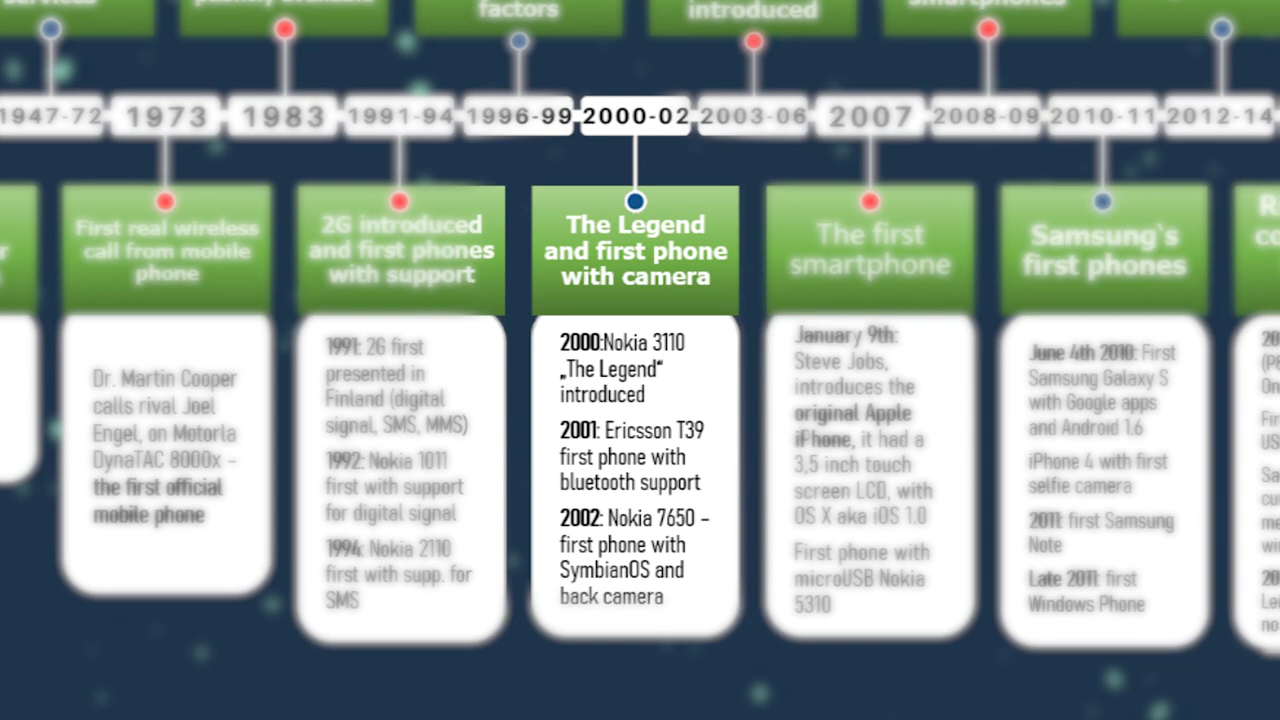 services
publicly available
factors
introduced
smartphones
1947-72
1973
1983
1991-94
1996-99
2000-02
2003-06
2007
2008-09
2010-11
2012-14
First real wireless
call from mobile
phone
Dr. Martin Cooper
calls rival Joel
Engel, on Motorla
DynaTAC 8000x –
the first official
mobile phone
2G introduced
and first phones
with support
1991: 2G first
presented in
Finland (digital
signal, SMS, MMS)
1992: Nokia 1011
first with support
for digital signal
1994: Nokia 2110
first with supp. for
SMS
The Legend
and first phone
with camera
2000:Nokia 3110
„The Legend“
introduced
2001: Ericsson T39
first phone with
bluetooth support
2002: Nokia 7650 –
first phone with
SymbianOS and
back camera
The first
smartphone
January 9th:
Steve Jobs,
introduces the
original Apple
iPhone, it had a
3,5 inch touch
screen LCD, with
OS X aka iOS 1.0
First phone with
microUSB Nokia
5310
Samsung`s
first phones
June 4th 2010: First
Samsung Galaxy S
with Google apps
and Android 1.6
iPhone 4 with first
selfie camera
2011: first Samsung
Note
Late 2011: first
Windows Phone